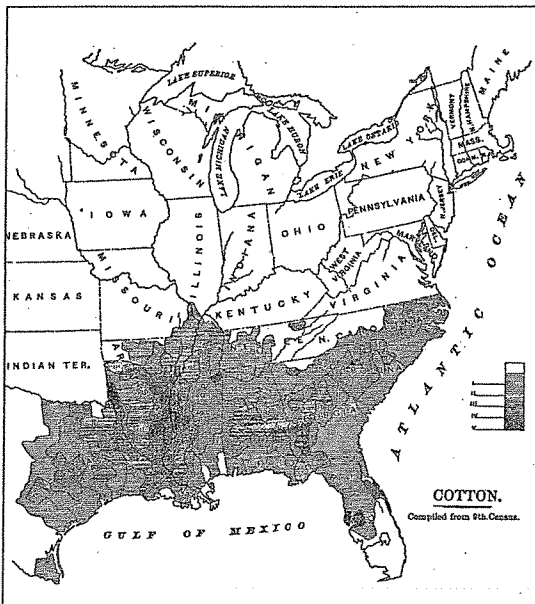 LAKE SUPERIOR
MAINE
MINNESOTA
WISCONSIN
MICHIGAN
LAKE MICHIGAN
LAKE HURON
LAKE ONTARIO
NEW YORK
VERMONT
N. HAMPSHIRE
MASS.
LAKE ERIE
IOWA
ILLINOIS
INDIANA
OHIO
PENNSYLVANIA
N. JERSEY
NEBRASKA
MISSOURI
WEST VIRGINIA
MARYLAND
DEL.
KANSAS
KENTUCKY
VIRGINIA
INDIAN TER.
ATLANTIC OCEAN
COTTON.
Compiled from 9th. Census.
GULF OF MEXICO